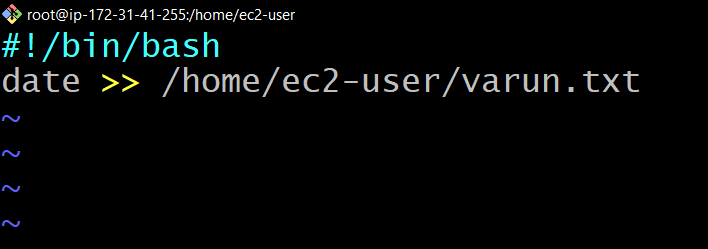 root@ip-172-31-41-255:/home/ec2-user
#!/bin/bash
date >> /home/ec2-user/varun.txt
~
~
~
~